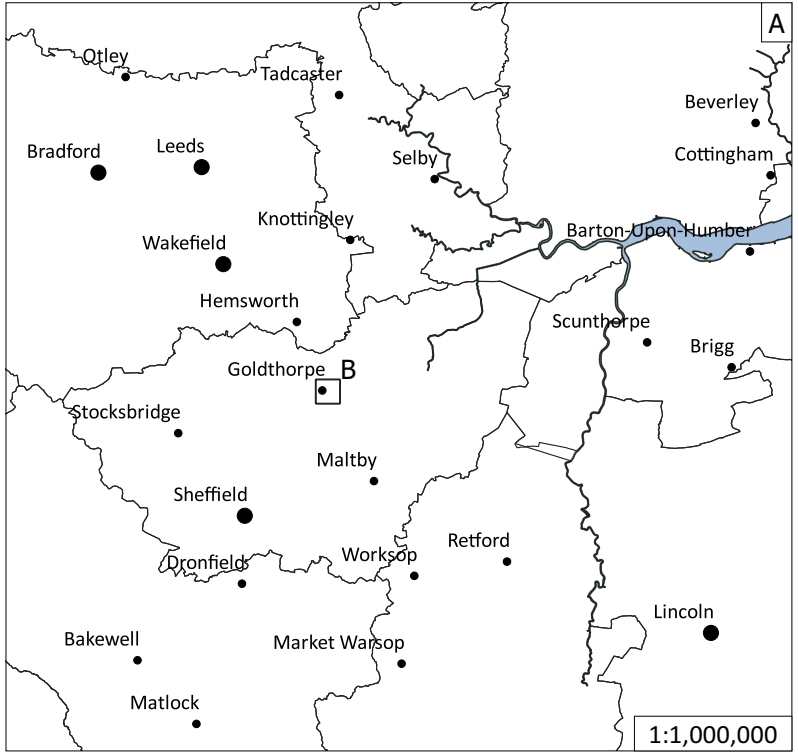 A
Otley
Tadcaster
Beverley
Bradford
Leeds
Selby
Cottingham
Knottingley
Barton-Upon-Humber
Wakefield
Hemsworth
Scunthorpe
Brigg
Goldthorpe
B
Stocksbridge
Maltby
Sheffield
Retford
Worksop
Dronfield
Lincoln
Bakewell
Market Warsop
Matlock
1:1,000,000